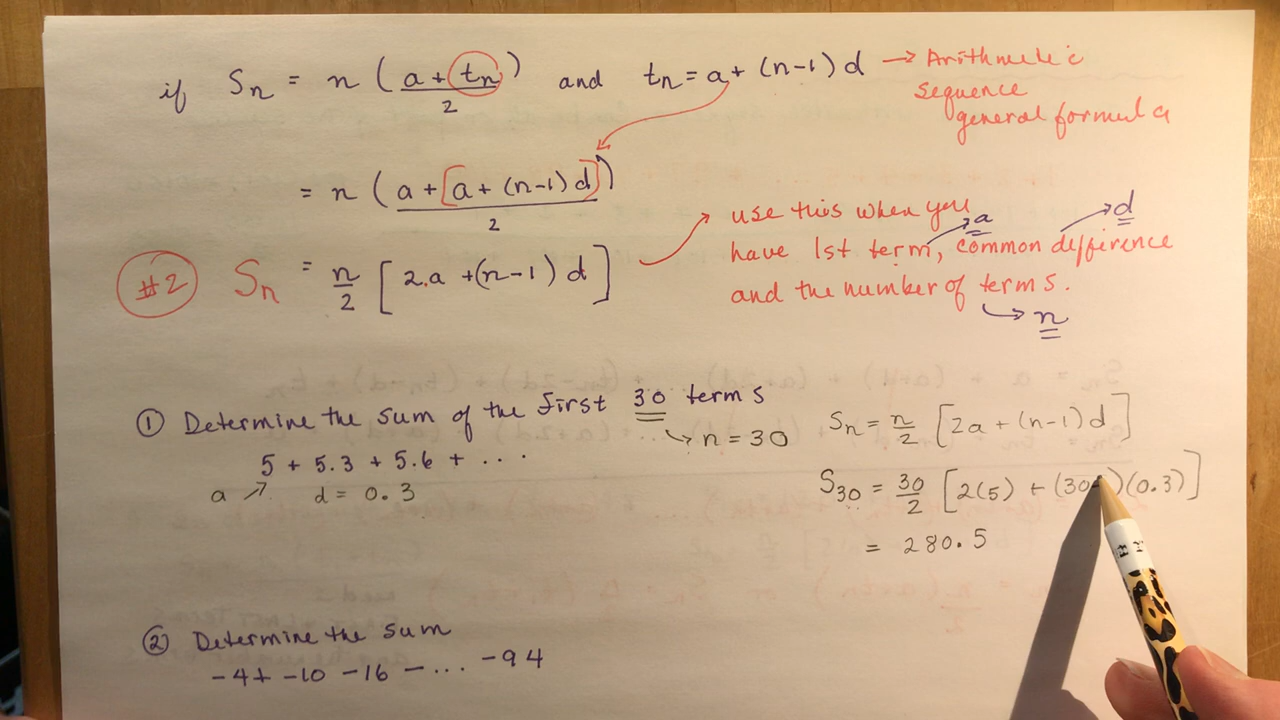 if Sn = n (a + tn)/2 and tn = a + (n-1) d → Arithmetic
sequence
general formula
= n (a + [a + (n-1) d])/2
use this when you
a d
have 1st term, common diffirence
#2 Sn = n/2 [2.a + (n-1) d]
and the number of terms.
↳ n
① Determine the sum of the first 30 terms
↳ n = 30
5 + 5.3 + 5.6 + ...
a ↗ d = 0.3
Sn = n/2 [2a + (n-1) d]
S30 = 30/2 [2(5) + (30 )(0.3)]
= 280.5
② Determine the sum
-4 + -10 -16 - ... -94